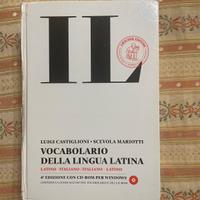 IL
LUIGI CASTIGLIONI - SCEVOLA MARIOTTI
VOCABOLARIO
DELLA LINGUA LATINA
LATINO - ITALIANO / ITALIANO - LATINO
4ª EDIZIONE CON CD-ROM PER WINDOWS